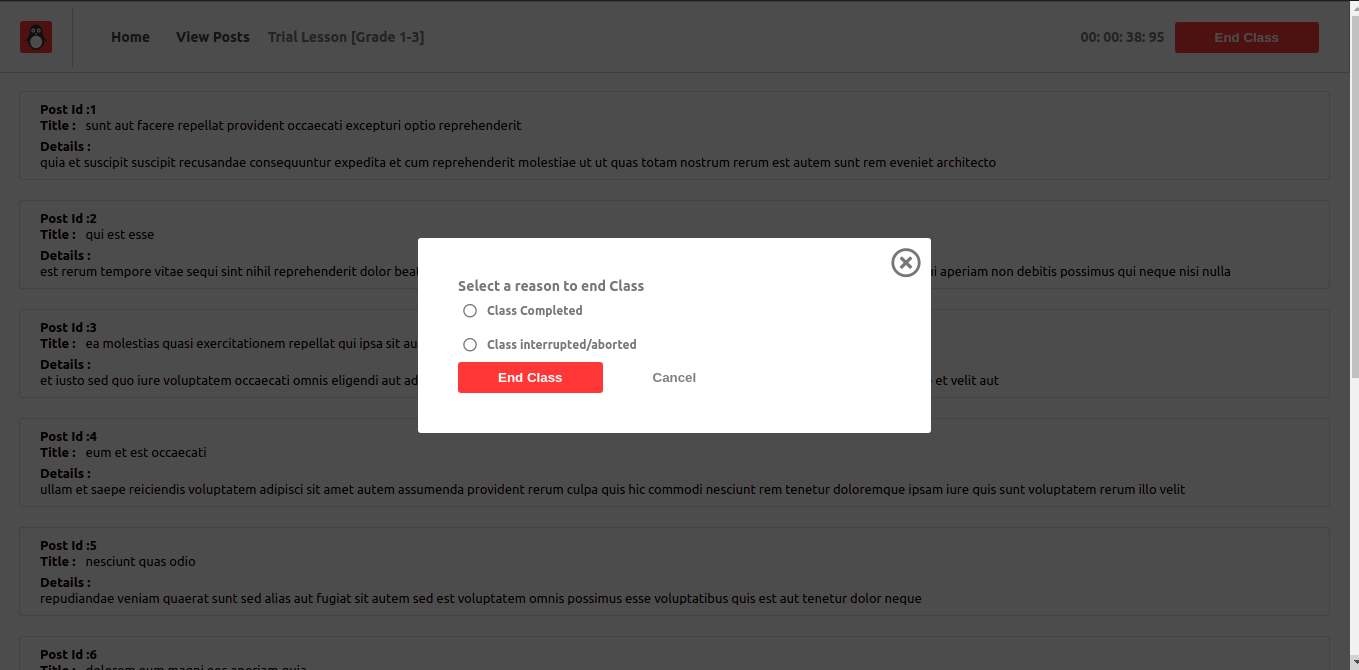 Home View Posts Trial Lesson [Grade 1-3] 00: 00: 38: 95 End Class
Post Id :1
Title : sunt aut facere repellat provident occaecati excepturi optio reprehenderit
Details :
quia et suscipit suscipit recusandae consequuntur expedita et cum reprehenderit molestiae ut ut quas totam nostrum rerum est autem sunt rem eveniet architecto
Post Id :2
Title : qui est esse
Details :
est rerum tempore vitae sequi sint nihil reprehenderit dolor aperiam non debitis possimus qui neque nisi nulla
Post Id :3
Title : ea molestias quasi exercitationem repellat qui ipsa sit
Details :
et iusto sed quo iure voluptatem occaecati omnis eligendi aut et velit aut
Select a reason to end Class
Class Completed
Class interrupted/aborted
End Class Cancel
Post Id :4
Title : eum et est occaecati
Details :
ullam et saepe reiciendis voluptatem adipisci sit amet autem assumenda provident rerum culpa quis hic commodi nesciunt rem tenetur doloremque ipsam iure quis sunt voluptatem rerum illo velit
Post Id :5
Title : nesciunt quas odio
Details :
repudiandae veniam quaerat sunt sed alias aut fugiat sit autem sed est voluptatem omnis possimus esse voluptatibus quis est aut tenetur dolor neque
Post Id :6
Title : dolorem eum magni eos aperiam quia